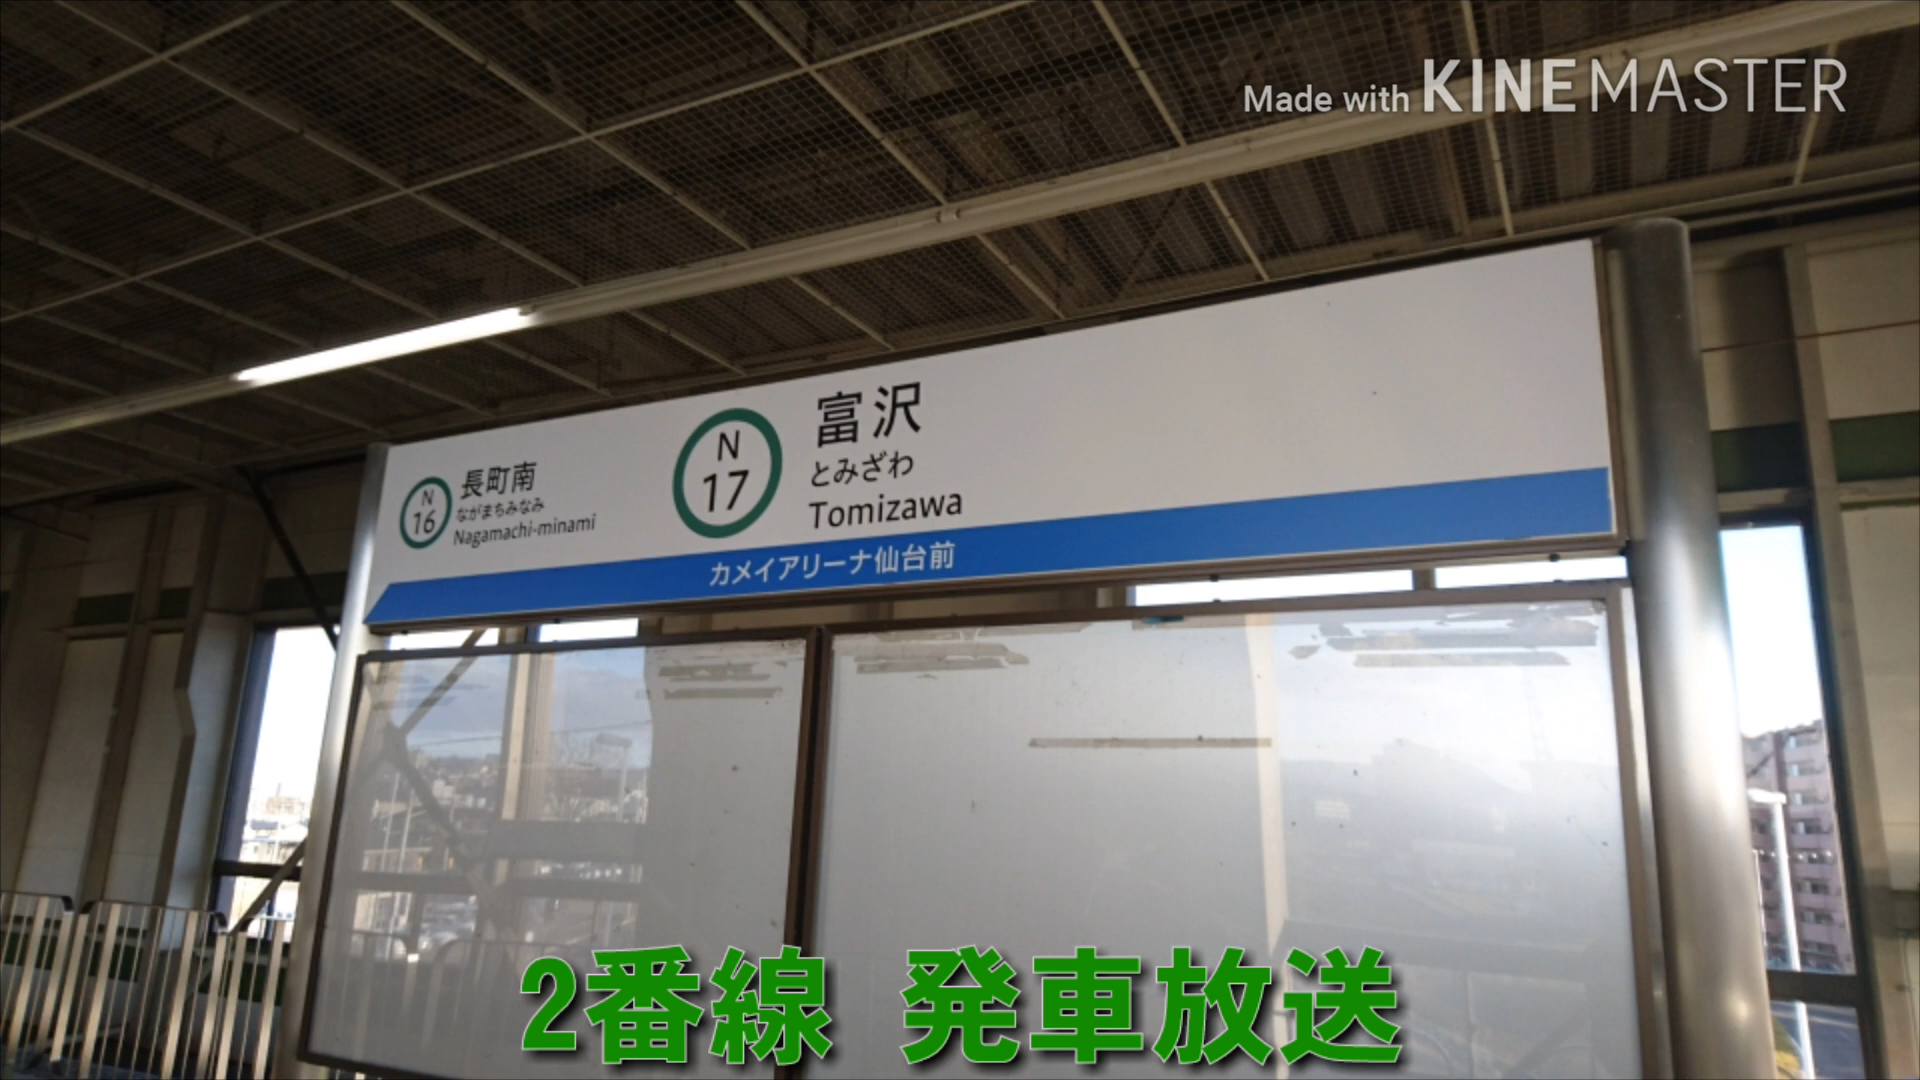 Made with KINEMASTER
N
16
長町南
ながまちみなみ
Nagamachi-minami
N
17
富沢
とみざわ
Tomizawa
カメイアリーナ仙台前
2番線 発車放送